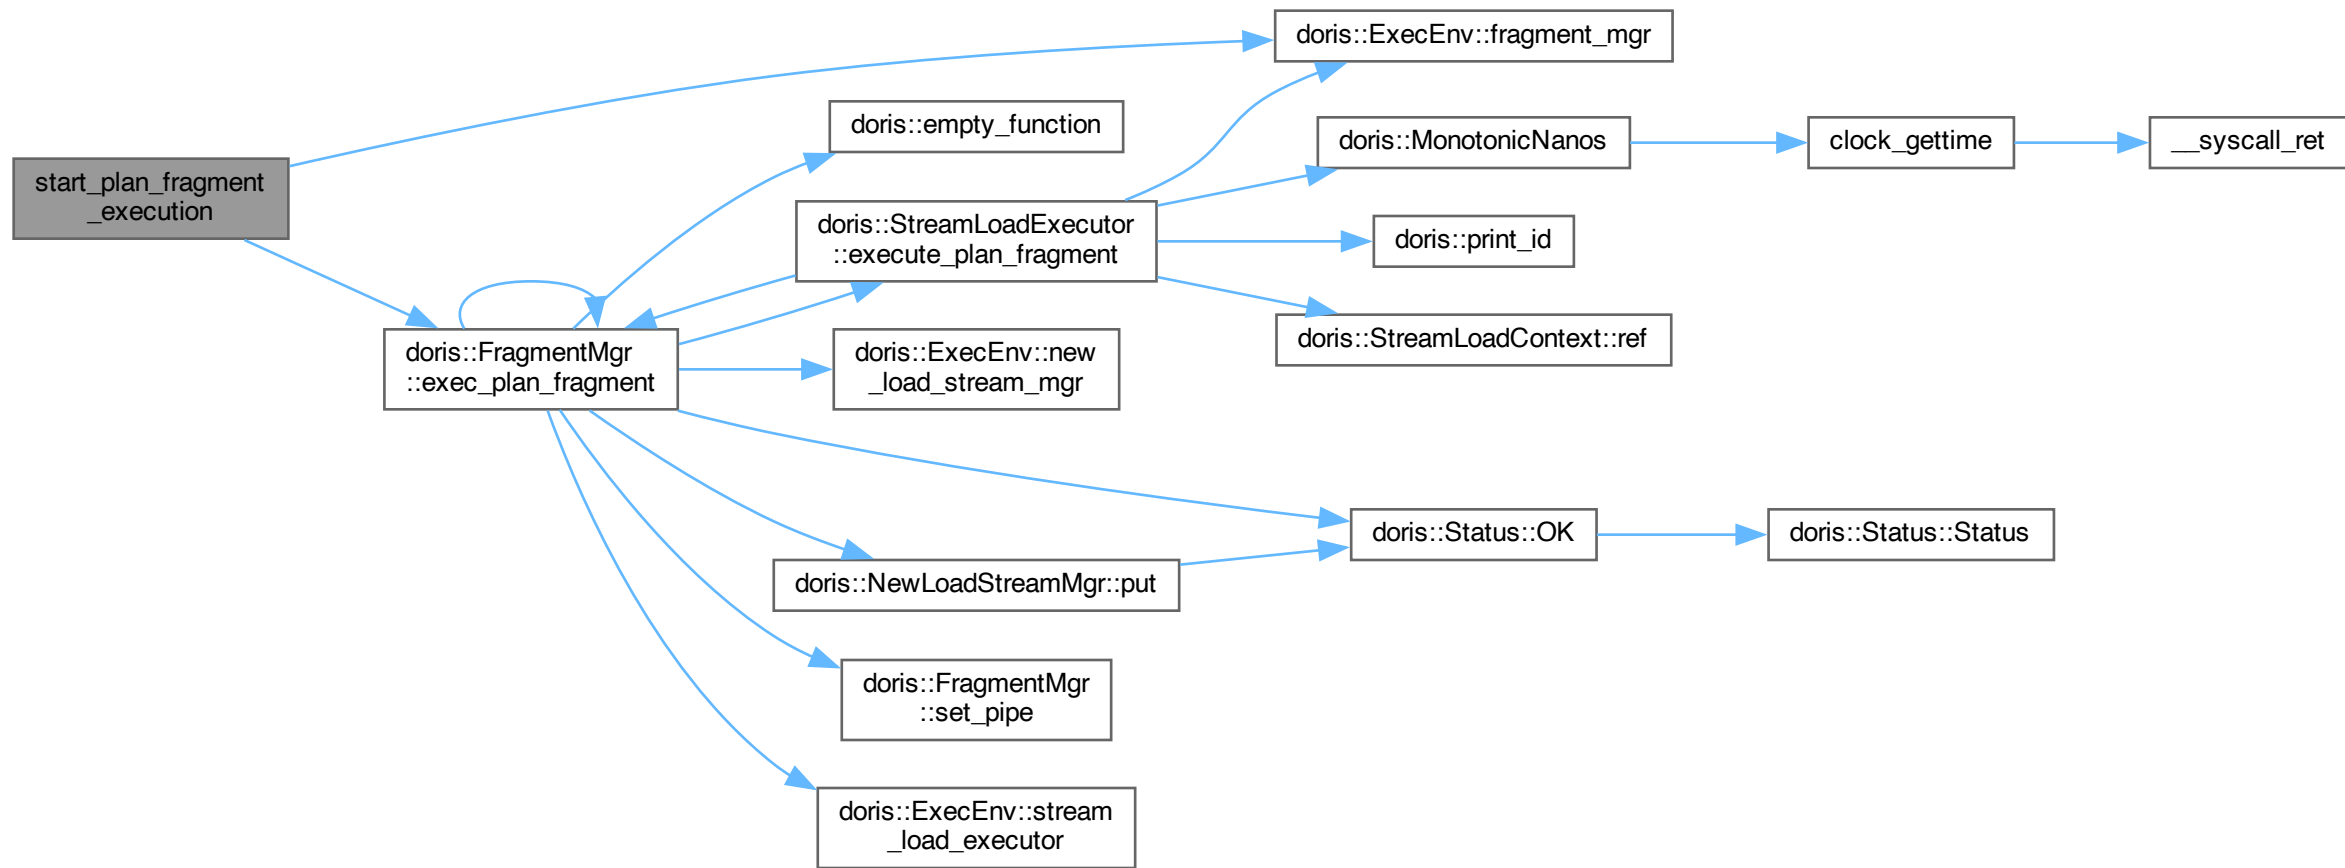 start_plan_fragment
_execution
doris::ExecEnv::fragment_mgr
doris::FragmentMgr
::exec_plan_fragment
doris::empty_function
doris::StreamLoadExecutor
::execute_plan_fragment
doris::MonotonicNanos
clock_gettime
__syscall_ret
doris::print_id
doris::StreamLoadContext::ref
doris::ExecEnv::new
_load_stream_mgr
doris::Status::OK
doris::Status::Status
doris::NewLoadStreamMgr::put
doris::FragmentMgr
::set_pipe
doris::ExecEnv::stream
_load_executor